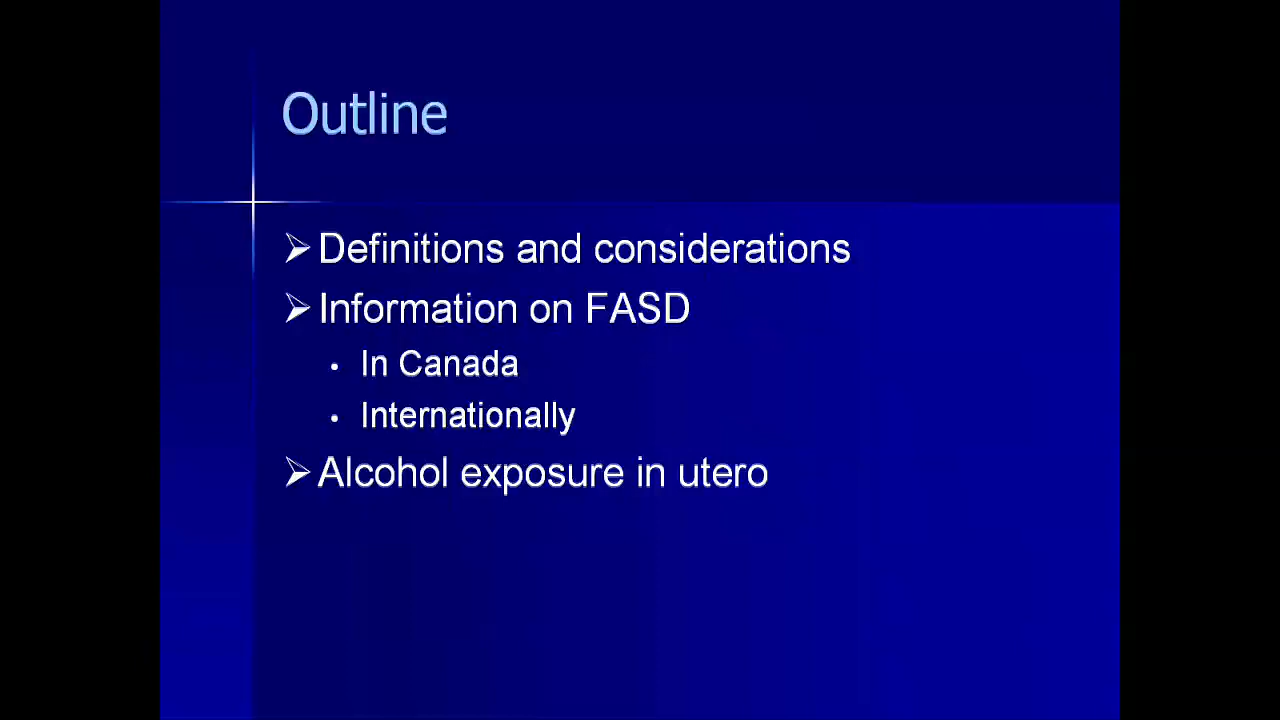 Outline
Definitions and considerations
Information on FASD
In Canada
Internationally
Alcohol exposure in utero